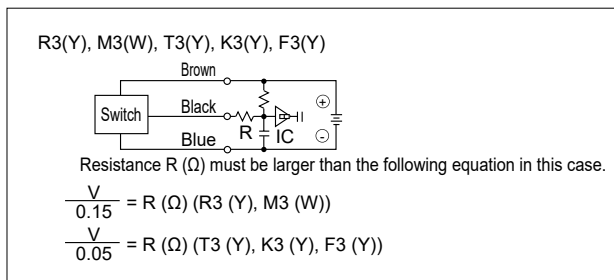 R3(Y), M3(W), T3(Y), K3(Y), F3(Y)
Brown
Switch
Black
R
IC
Blue
+
-
Resistance R (Ω) must be larger than the following equation in this case.
V
0.15 = R (Ω) (R3 (Y), M3 (W))
V
0.05 = R (Ω) (T3 (Y), K3 (Y), F3 (Y))